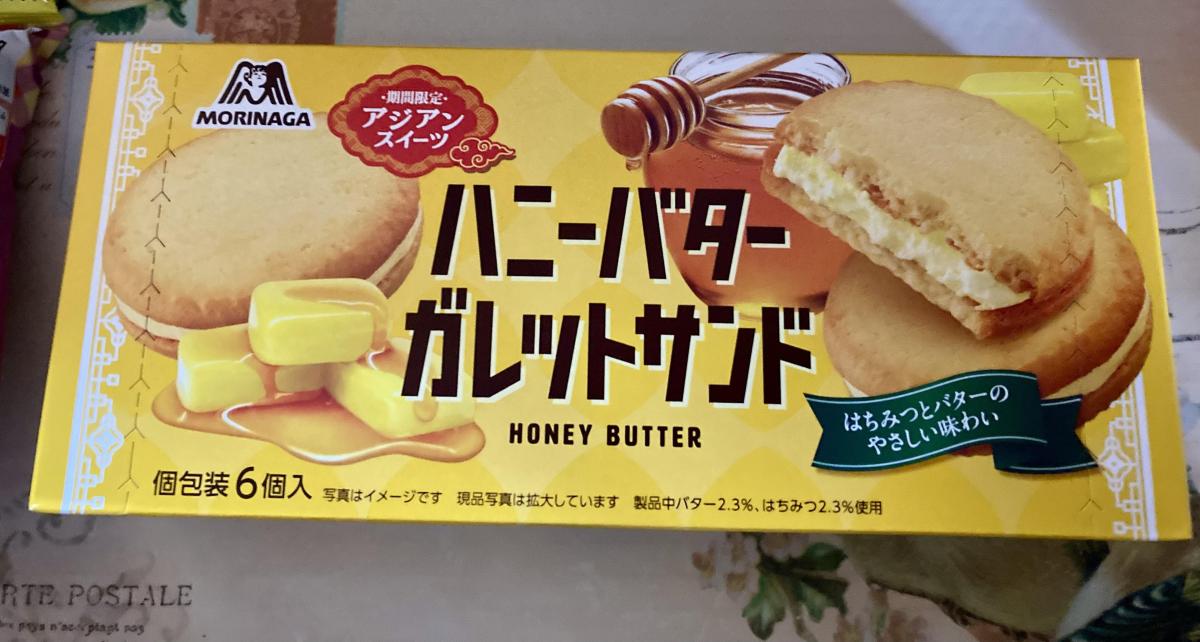 MORINAGA
・期間限定・
アジアン
スイーツ
ハニーバター
ガレットサンド
HONEY BUTTER
はちみつとバターの
やさしい味わい
個包装6個入 写真はイメージです 現品写真は拡大しています 製品中バター2.3%、はちみつ2.3%使用
RTE POSTALE